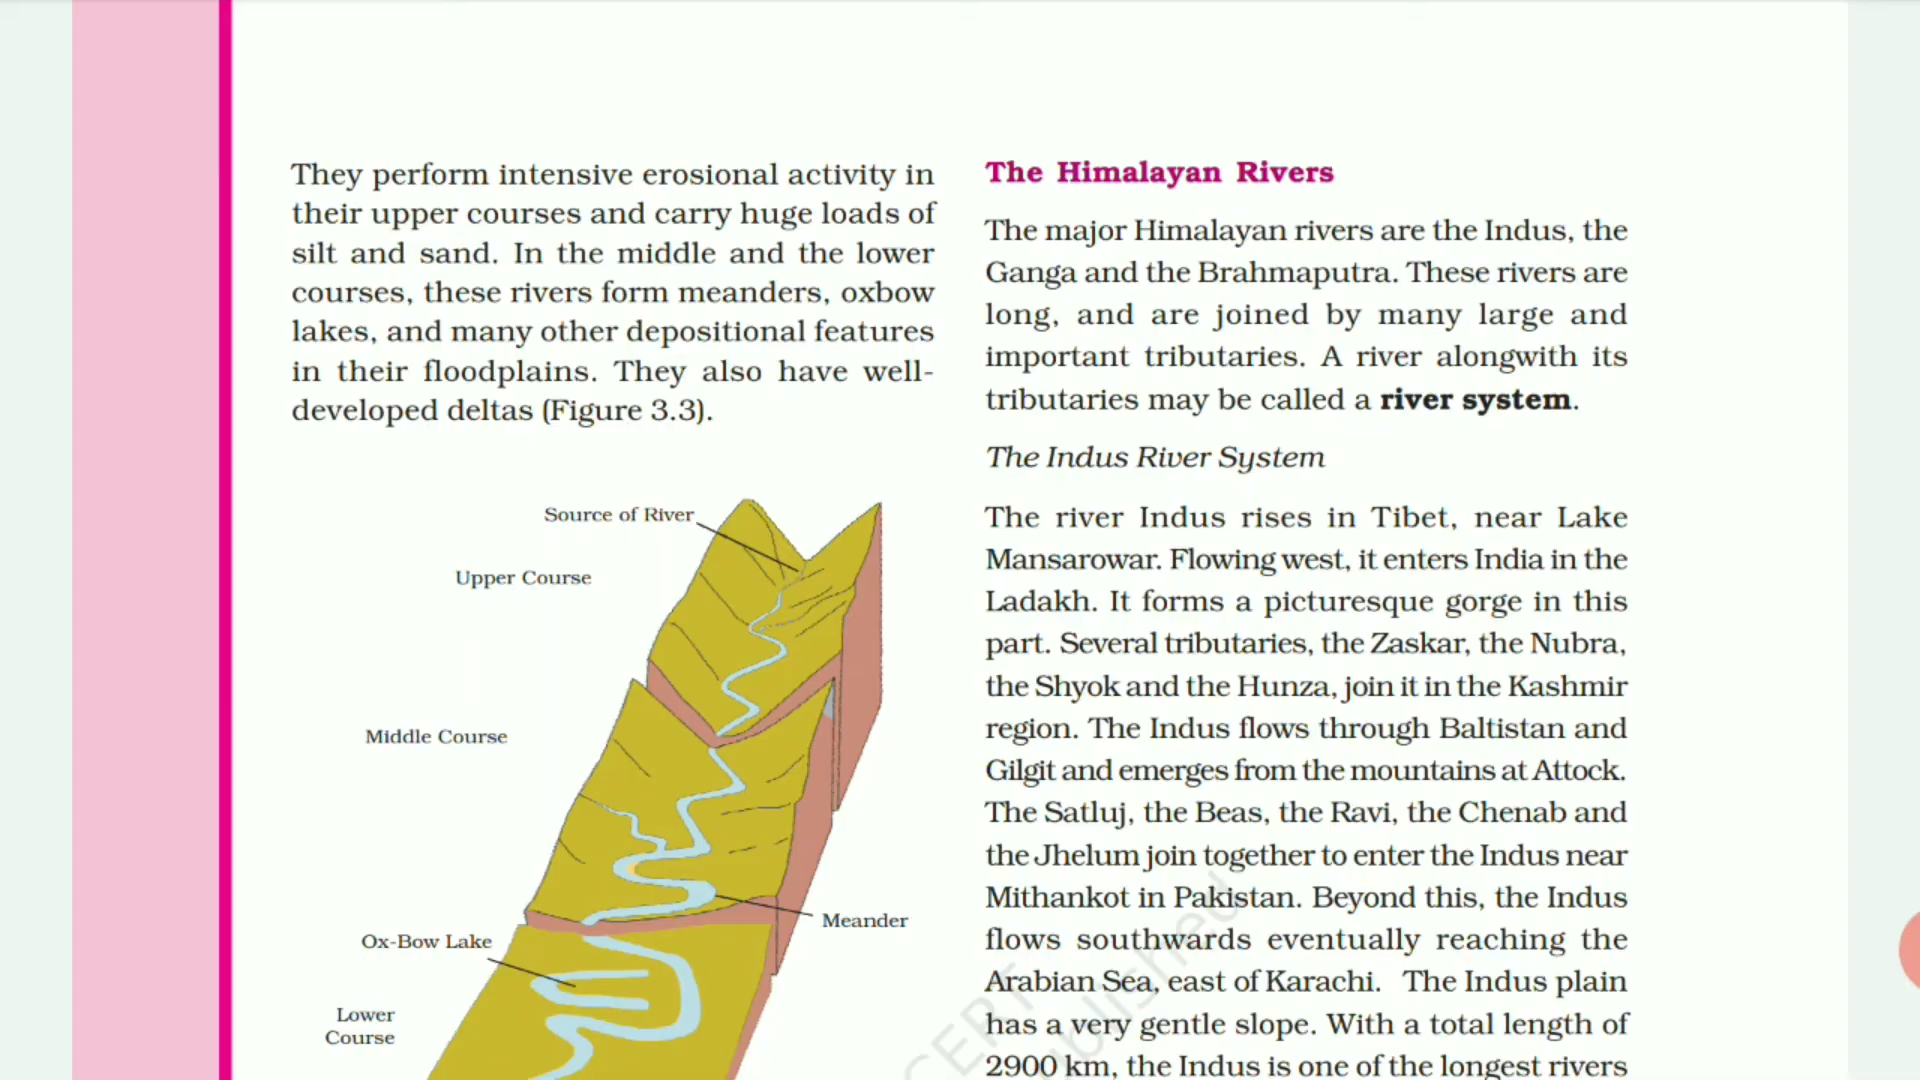 They perform intensive erosional activity in
their upper courses and carry huge loads of
silt and sand. In the middle and the lower
courses, these rivers form meanders, oxbow
lakes, and many other depositional features
in their floodplains. They also have well-
developed deltas (Figure 3.3).
Source of River
Upper Course
Middle Course
Meander
Ox-Bow Lake
Lower
Course
The Himalayan Rivers
The major Himalayan rivers are the Indus, the
Ganga and the Brahmaputra. These rivers are
long, and are joined by many large and
important tributaries. A river alongwith its
tributaries may be called a river system.
The Indus River System
The river Indus rises in Tibet, near Lake
Mansarowar. Flowing west, it enters India in the
Ladakh. It forms a picturesque gorge in this
part. Several tributaries, the Zaskar, the Nubra,
the Shyok and the Hunza, join it in the Kashmir
region. The Indus flows through Baltistan and
Gilgit and emerges from the mountains at Attock.
The Satluj, the Beas, the Ravi, the Chenab and
the Jhelum join together to enter the Indus near
Mithankot in Pakistan. Beyond this, the Indus
flows southwards eventually reaching the
Arabian Sea, east of Karachi. The Indus plain
has a very gentle slope. With a total length of
2900 km, the Indus is one of the longest rivers